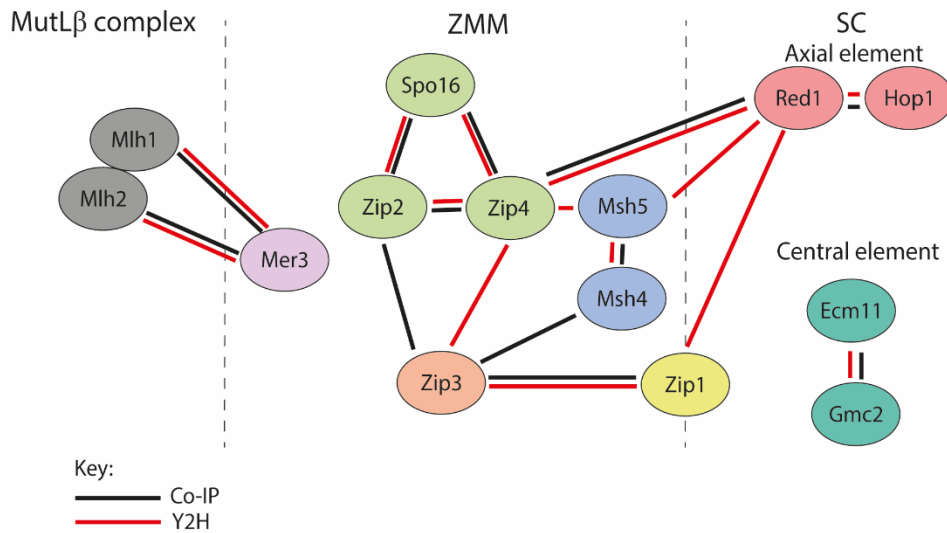 MutLβ complex
ZMM
SC
Axial element
Spo16
Red1
Hop1
Mlh1
Mlh2
Zip2
Zip4
Msh5
Mer3
Central element
Msh4
Ecm11
Zip3
Zip1
Gmc2
Key:
Co-IP
Y2H